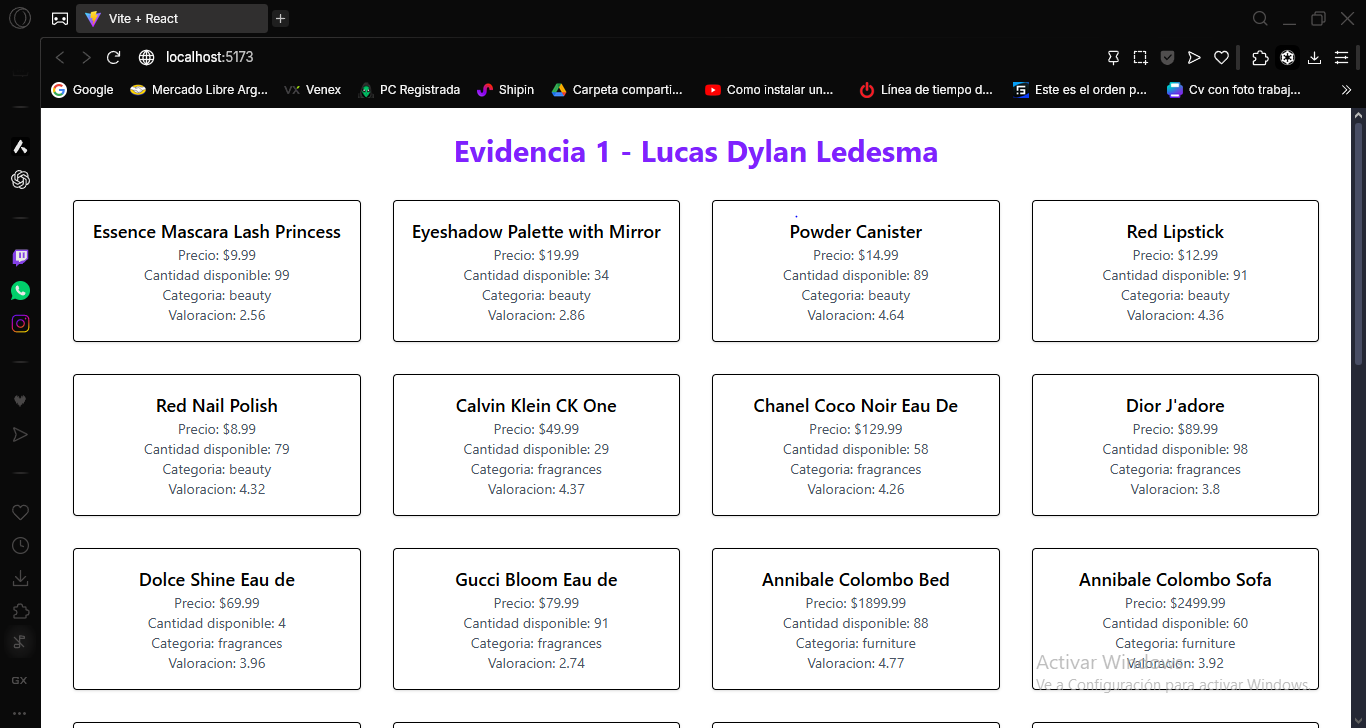 Vite + React
localhost:5173
Google
Mercado Libre Arg...
VX Venex
PC Registrada
Shipin
Carpeta comparti...
Como instalar un...
Línea de tiempo d...
Este es el orden p...
Cv con foto trabaj...
Evidencia 1 - Lucas Dylan Ledesma
Essence Mascara Lash Princess
Precio: $9.99
Cantidad disponible: 99
Categoria: beauty
Valoracion: 2.56
Eyeshadow Palette with Mirror
Precio: $19.99
Cantidad disponible: 34
Categoria: beauty
Valoracion: 2.86
Powder Canister
Precio: $14.99
Cantidad disponible: 89
Categoria: beauty
Valoracion: 4.64
Red Lipstick
Precio: $12.99
Cantidad disponible: 91
Categoria: beauty
Valoracion: 4.36
Red Nail Polish
Precio: $8.99
Cantidad disponible: 79
Categoria: beauty
Valoracion: 4.32
Calvin Klein CK One
Precio: $49.99
Cantidad disponible: 29
Categoria: fragrances
Valoracion: 4.37
Chanel Coco Noir Eau De
Precio: $129.99
Cantidad disponible: 58
Categoria: fragrances
Valoracion: 4.26
Dior J'adore
Precio: $89.99
Cantidad disponible: 98
Categoria: fragrances
Valoracion: 3.8
Dolce Shine Eau de
Precio: $69.99
Cantidad disponible: 4
Categoria: fragrances
Valoracion: 3.96
Gucci Bloom Eau de
Precio: $79.99
Cantidad disponible: 91
Categoria: fragrances
Valoracion: 2.74
Annibale Colombo Bed
Precio: $1899.99
Cantidad disponible: 88
Categoria: furniture
Valoracion: 4.77
Annibale Colombo Sofa
Precio: $2499.99
Cantidad disponible: 60
Categoria: furniture
Valoracion: 3.92
Activar Windows
Ve a Configuración para activar Windows.
GX